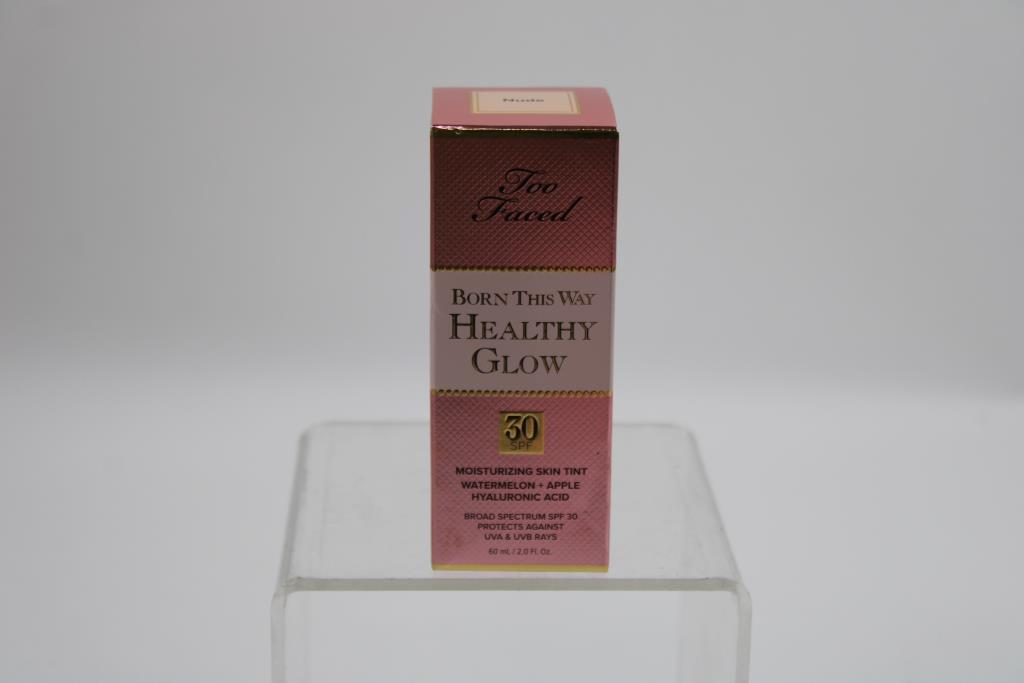 Nude
Too
Faced
BORN THIS WAY
HEALTHY
GLOW
30
SPF
MOISTURIZING SKIN TINT
WATERMELON + APPLE
HYALURONIC ACID
BROAD SPECTRUM SPF 30
PROTECTS AGAINST
UVA & UVB RAYS
60 mL / 2.0 Fl. Oz.